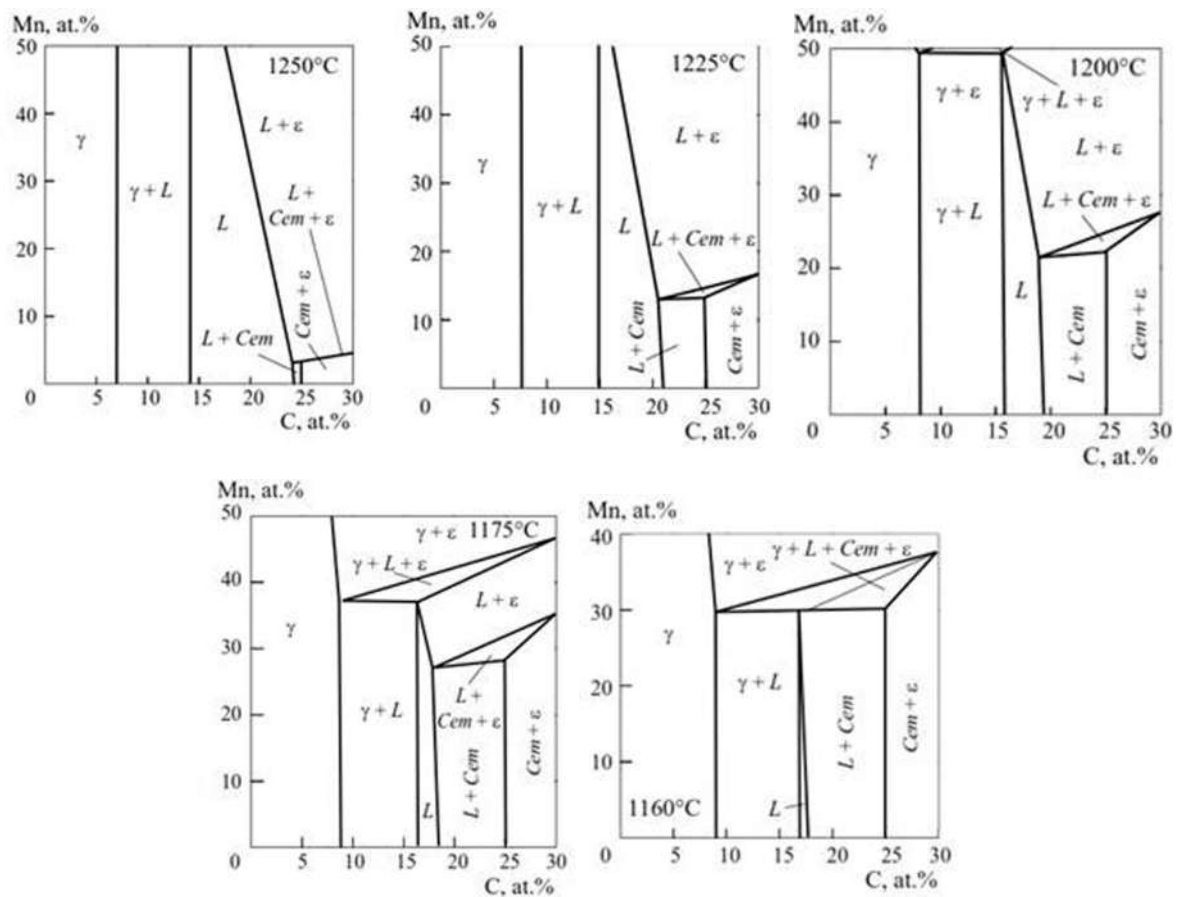 Mn, at.%
50
1250°C
40
L + ε
γ
30
γ + L
L +
Cem + ε
L
20
Cem + ε
10
L + Cem
0
5
10
15
20
25
30
C, at.%
Mn, at.%
50
1225°C
40
L + ε
γ
30
γ + L
L
L + Cem + ε
20
10
L + Cem
Cem + ε
0
5
10
15
20
25
30
C, at.%
Mn, at.%
50
1200°C
γ + ε
γ + L + ε
40
γ
L + ε
30
γ + L
L + Cem + ε
20
L
L + Cem
Cem + ε
10
0
5
10
15
20
25
30
C, at.%
Mn, at.%
50
γ + ε
1175°C
γ + L + ε
40
L + ε
γ
30
γ + L
L +
Cem + ε
20
L + Cem
Cem + ε
10
L
0
5
10
15
20
25
30
C, at.%
Mn, at.%
40
γ + L + Cem + ε
γ + ε
30
γ
γ + L
20
L + Cem
Cem + ε
10
1160°C
L
0
5
10
15
20
25
30
C, at.%